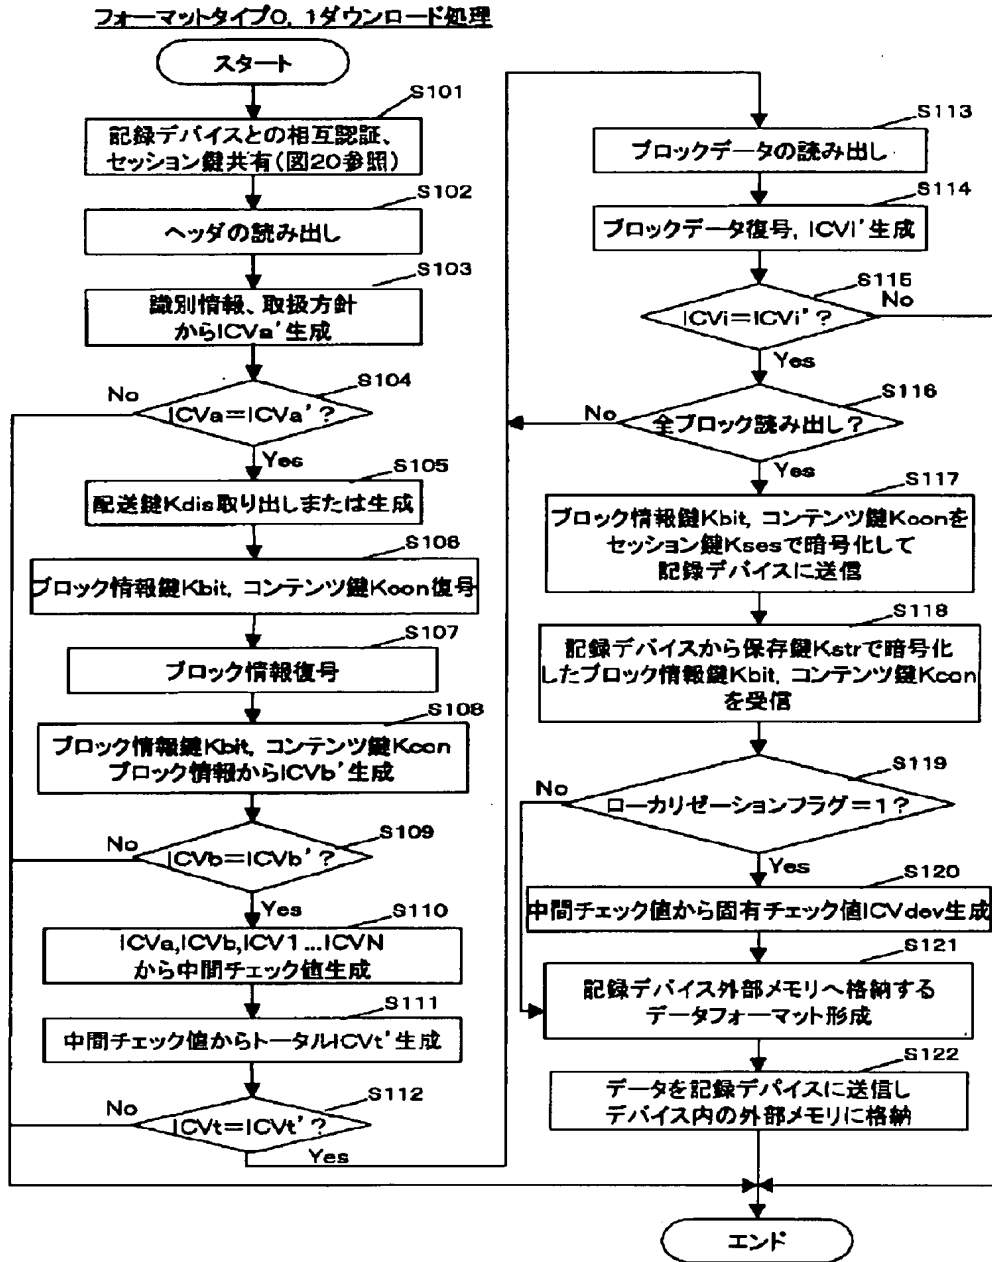 フォーマットタイプ0, 1ダウンロード処理
スタート
S101
記録デバイスとの相互認証、
セッション鍵共有(図20参照)
S102
ヘッダの読み出し
S103
識別情報、取扱方針
からICVa'生成
S104
ICVa=ICVa'?
No
Yes
S105
配送鍵Kdis取り出しまたは生成
S106
ブロック情報鍵Kbit, コンテンツ鍵Kcon復号
S107
ブロック情報復号
S108
ブロック情報鍵Kbit, コンテンツ鍵Kcon
ブロック情報からICVb'生成
S109
ICVb=ICVb'?
No
Yes
S110
ICVa,ICVb,ICV1...ICVN
から中間チェック値生成
S111
中間チェック値からトータルICVt'生成
S112
ICVt=ICVt'?
No
Yes
S113
ブロックデータの読み出し
S114
ブロックデータ復号, ICVi'生成
S115
ICVi=ICVi'?
No
Yes
S116
全ブロック読み出し?
No
Yes
S117
ブロック情報鍵Kbit, コンテンツ鍵Kconを
セッション鍵Ksesで暗号化して
記録デバイスに送信
S118
記録デバイスから保存鍵Kstrで暗号化
したブロック情報鍵Kbit, コンテンツ鍵Kcon
を受信
S119
ローカリゼーションフラグ=1?
No
Yes
S120
中間チェック値から固有チェック値ICVdev生成
S121
記録デバイス外部メモリへ格納する
データフォーマット形成
S122
データを記録デバイスに送信し
デバイス内の外部メモリに格納
エンド